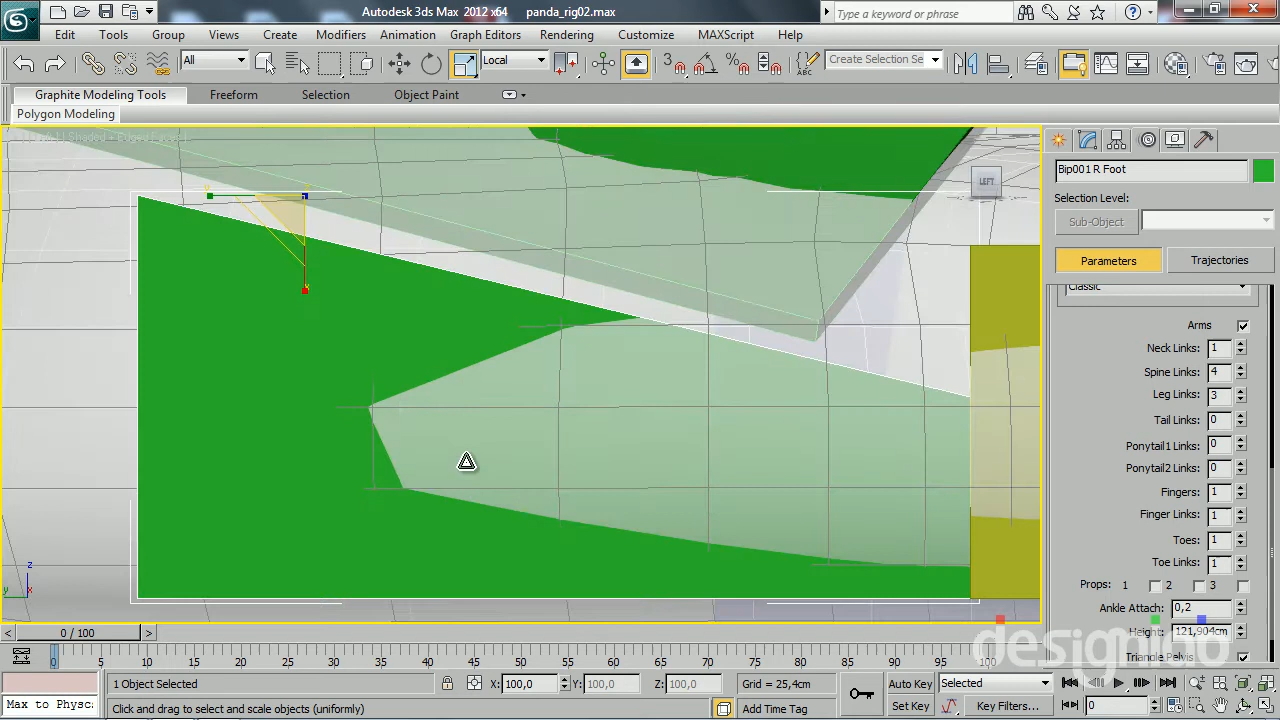 Autodesk 3ds Max 2012 x64 panda_rig02.max
Type a keyword or phrase
Edit Tools Group Views Create Modifiers Animation Graph Editors Rendering Customize MAXScript Help
All Local Create Selection Se
Graphite Modeling Tools Freeform Selection Object Paint
Polygon Modeling
LEFT
Bip001 R Foot
Selection Level:
Sub-Object
Parameters Trajectories
Classic
Arms
Neck Links: 1
Spine Links: 4
Leg Links: 3
Tail Links: 0
Ponytail1 Links: 0
Ponytail2 Links: 0
Fingers: 1
Finger Links: 1
Toes: 1
Toe Links: 1
Props: 1 2 3
Ankle Attach: 0,2
Height: 121,904cm
Triangle Pelvis
0 / 100
0 5 10 15 20 25 30 35 40 45 50 55 60 65 70 75 80 85 90 95 100
1 Object Selected X: 100,0 Y: 100,0 Z: 100,0 Grid = 25,4cm Auto Key Selected
Max to Physc
Click and drag to select and scale objects (uniformly) Add Time Tag Set Key Key Filters... 0